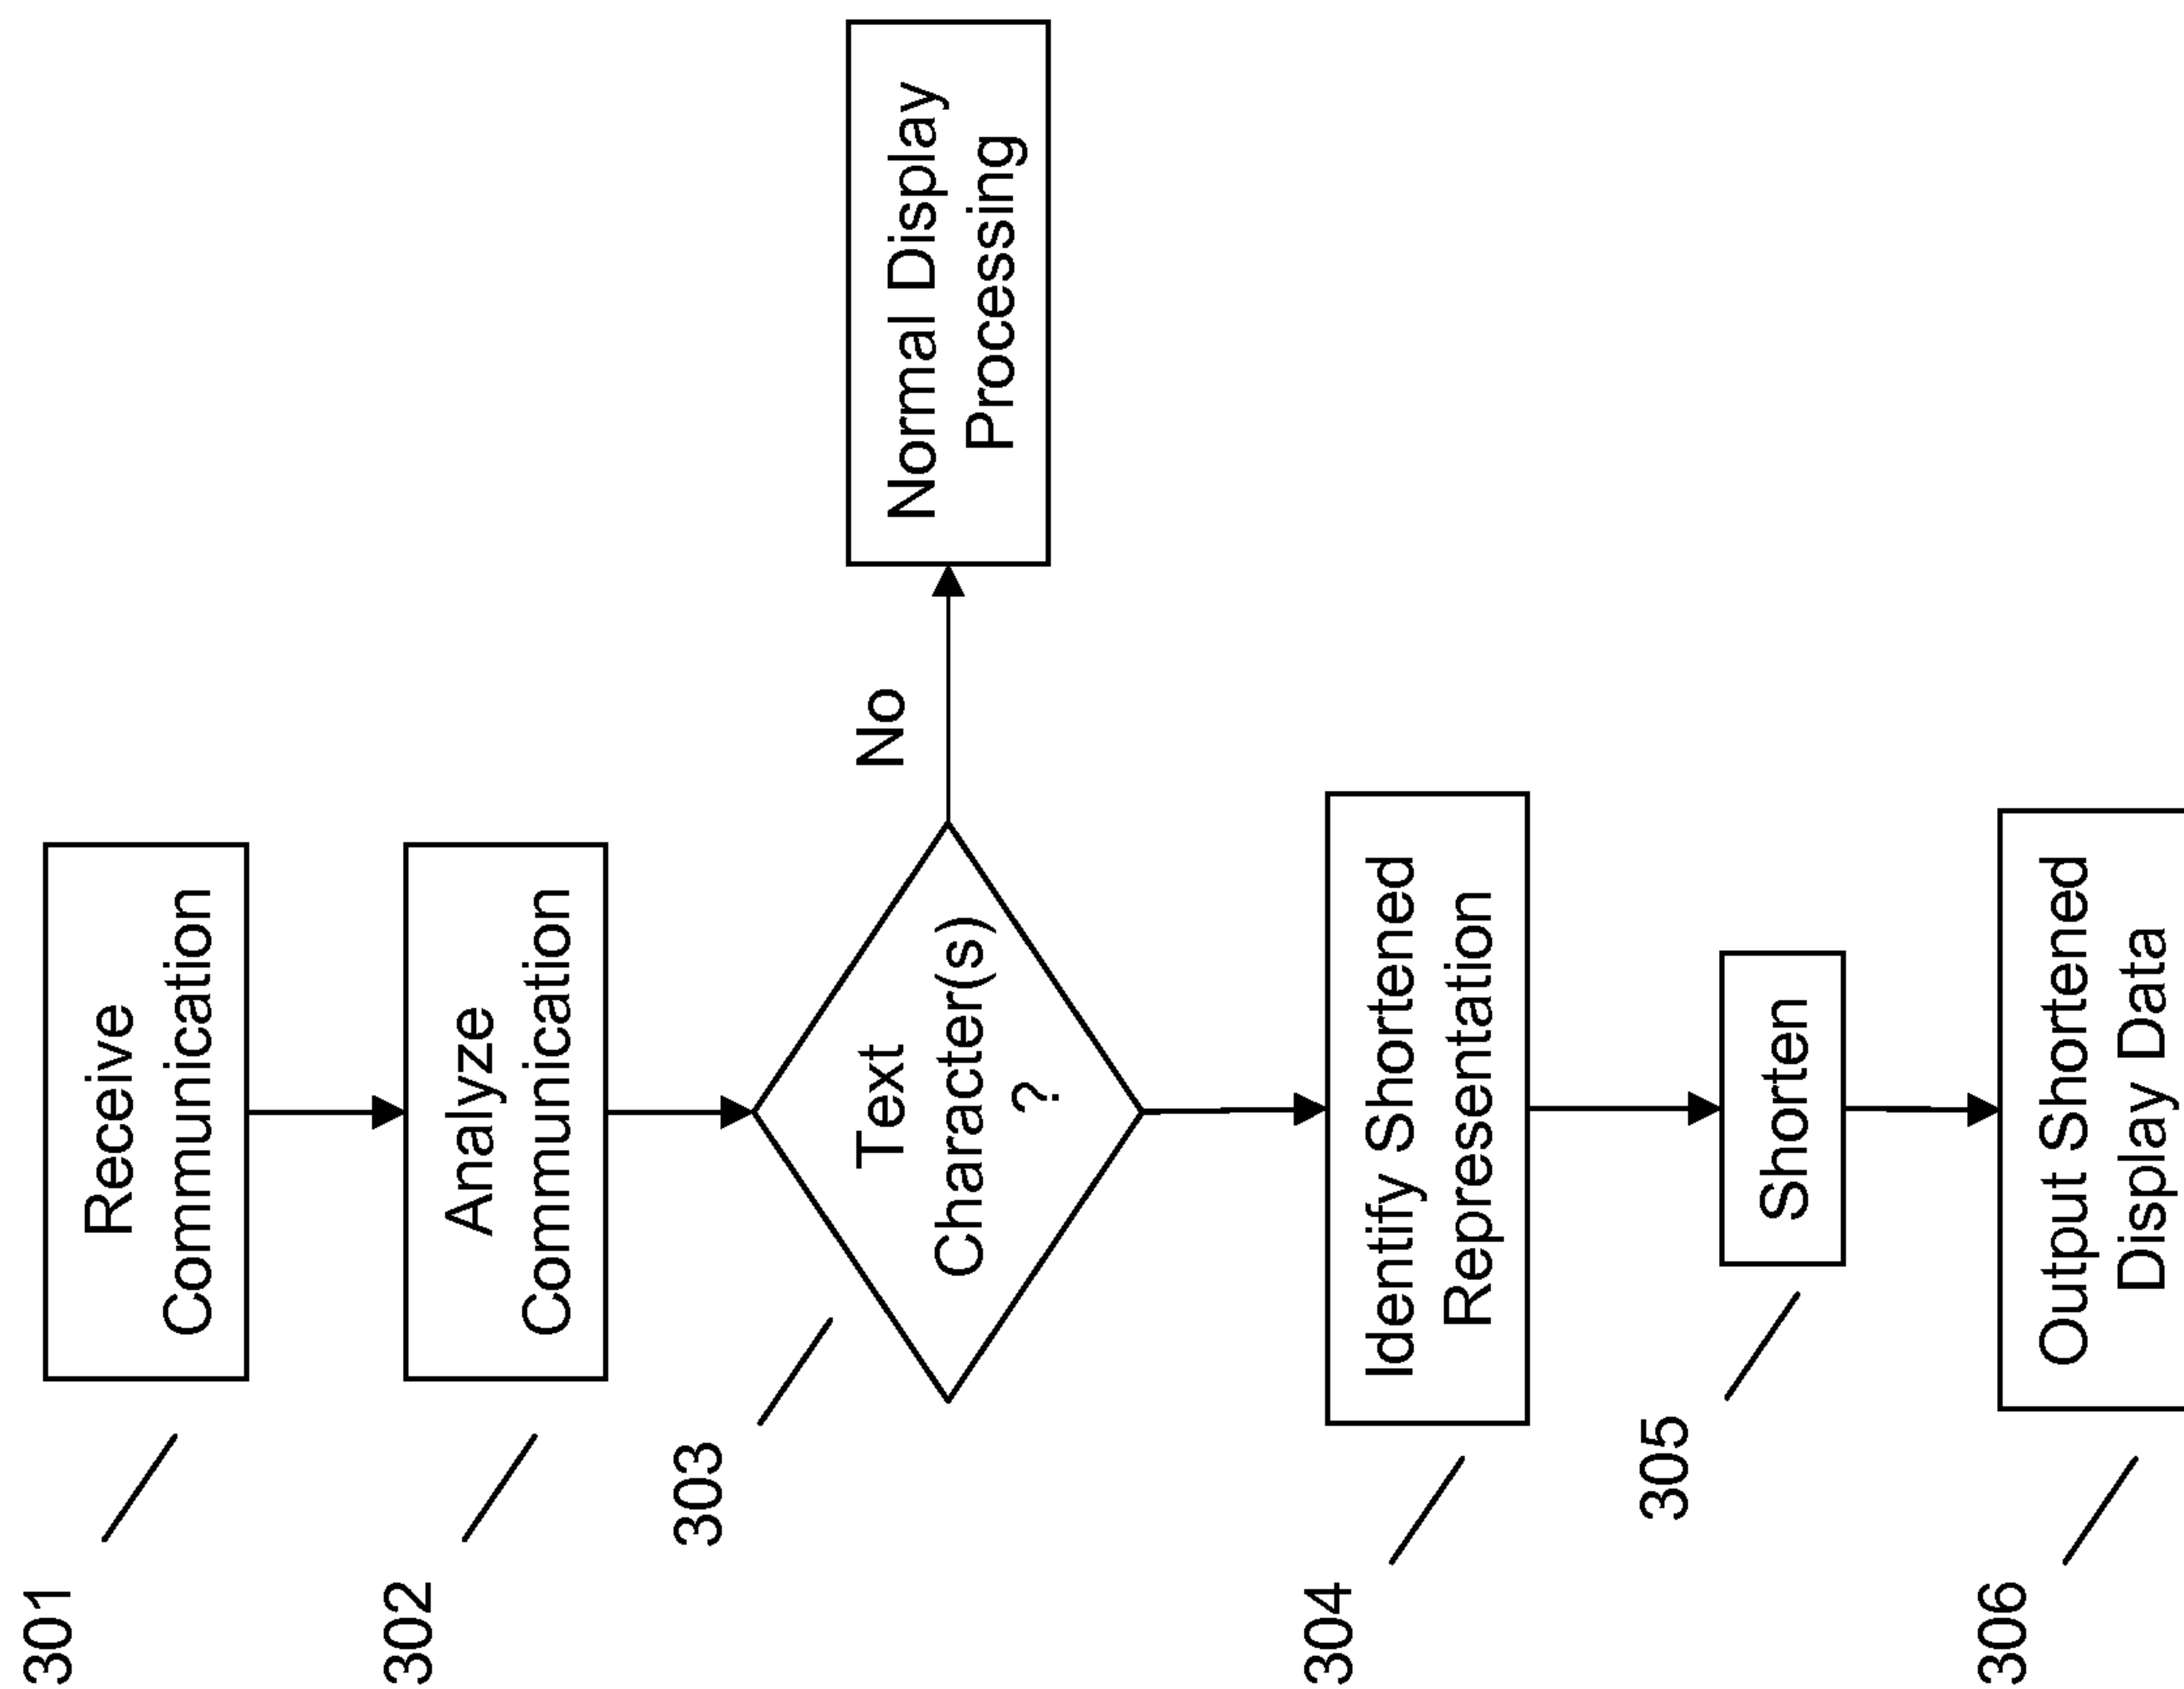 301
Receive
Communication
302
Analyze
Communication
303
Text
Character(s)
?
No
Normal Display
Processing
304
Identify Shortened
Representation
305
Shorten
306
Output Shortened
Display Data